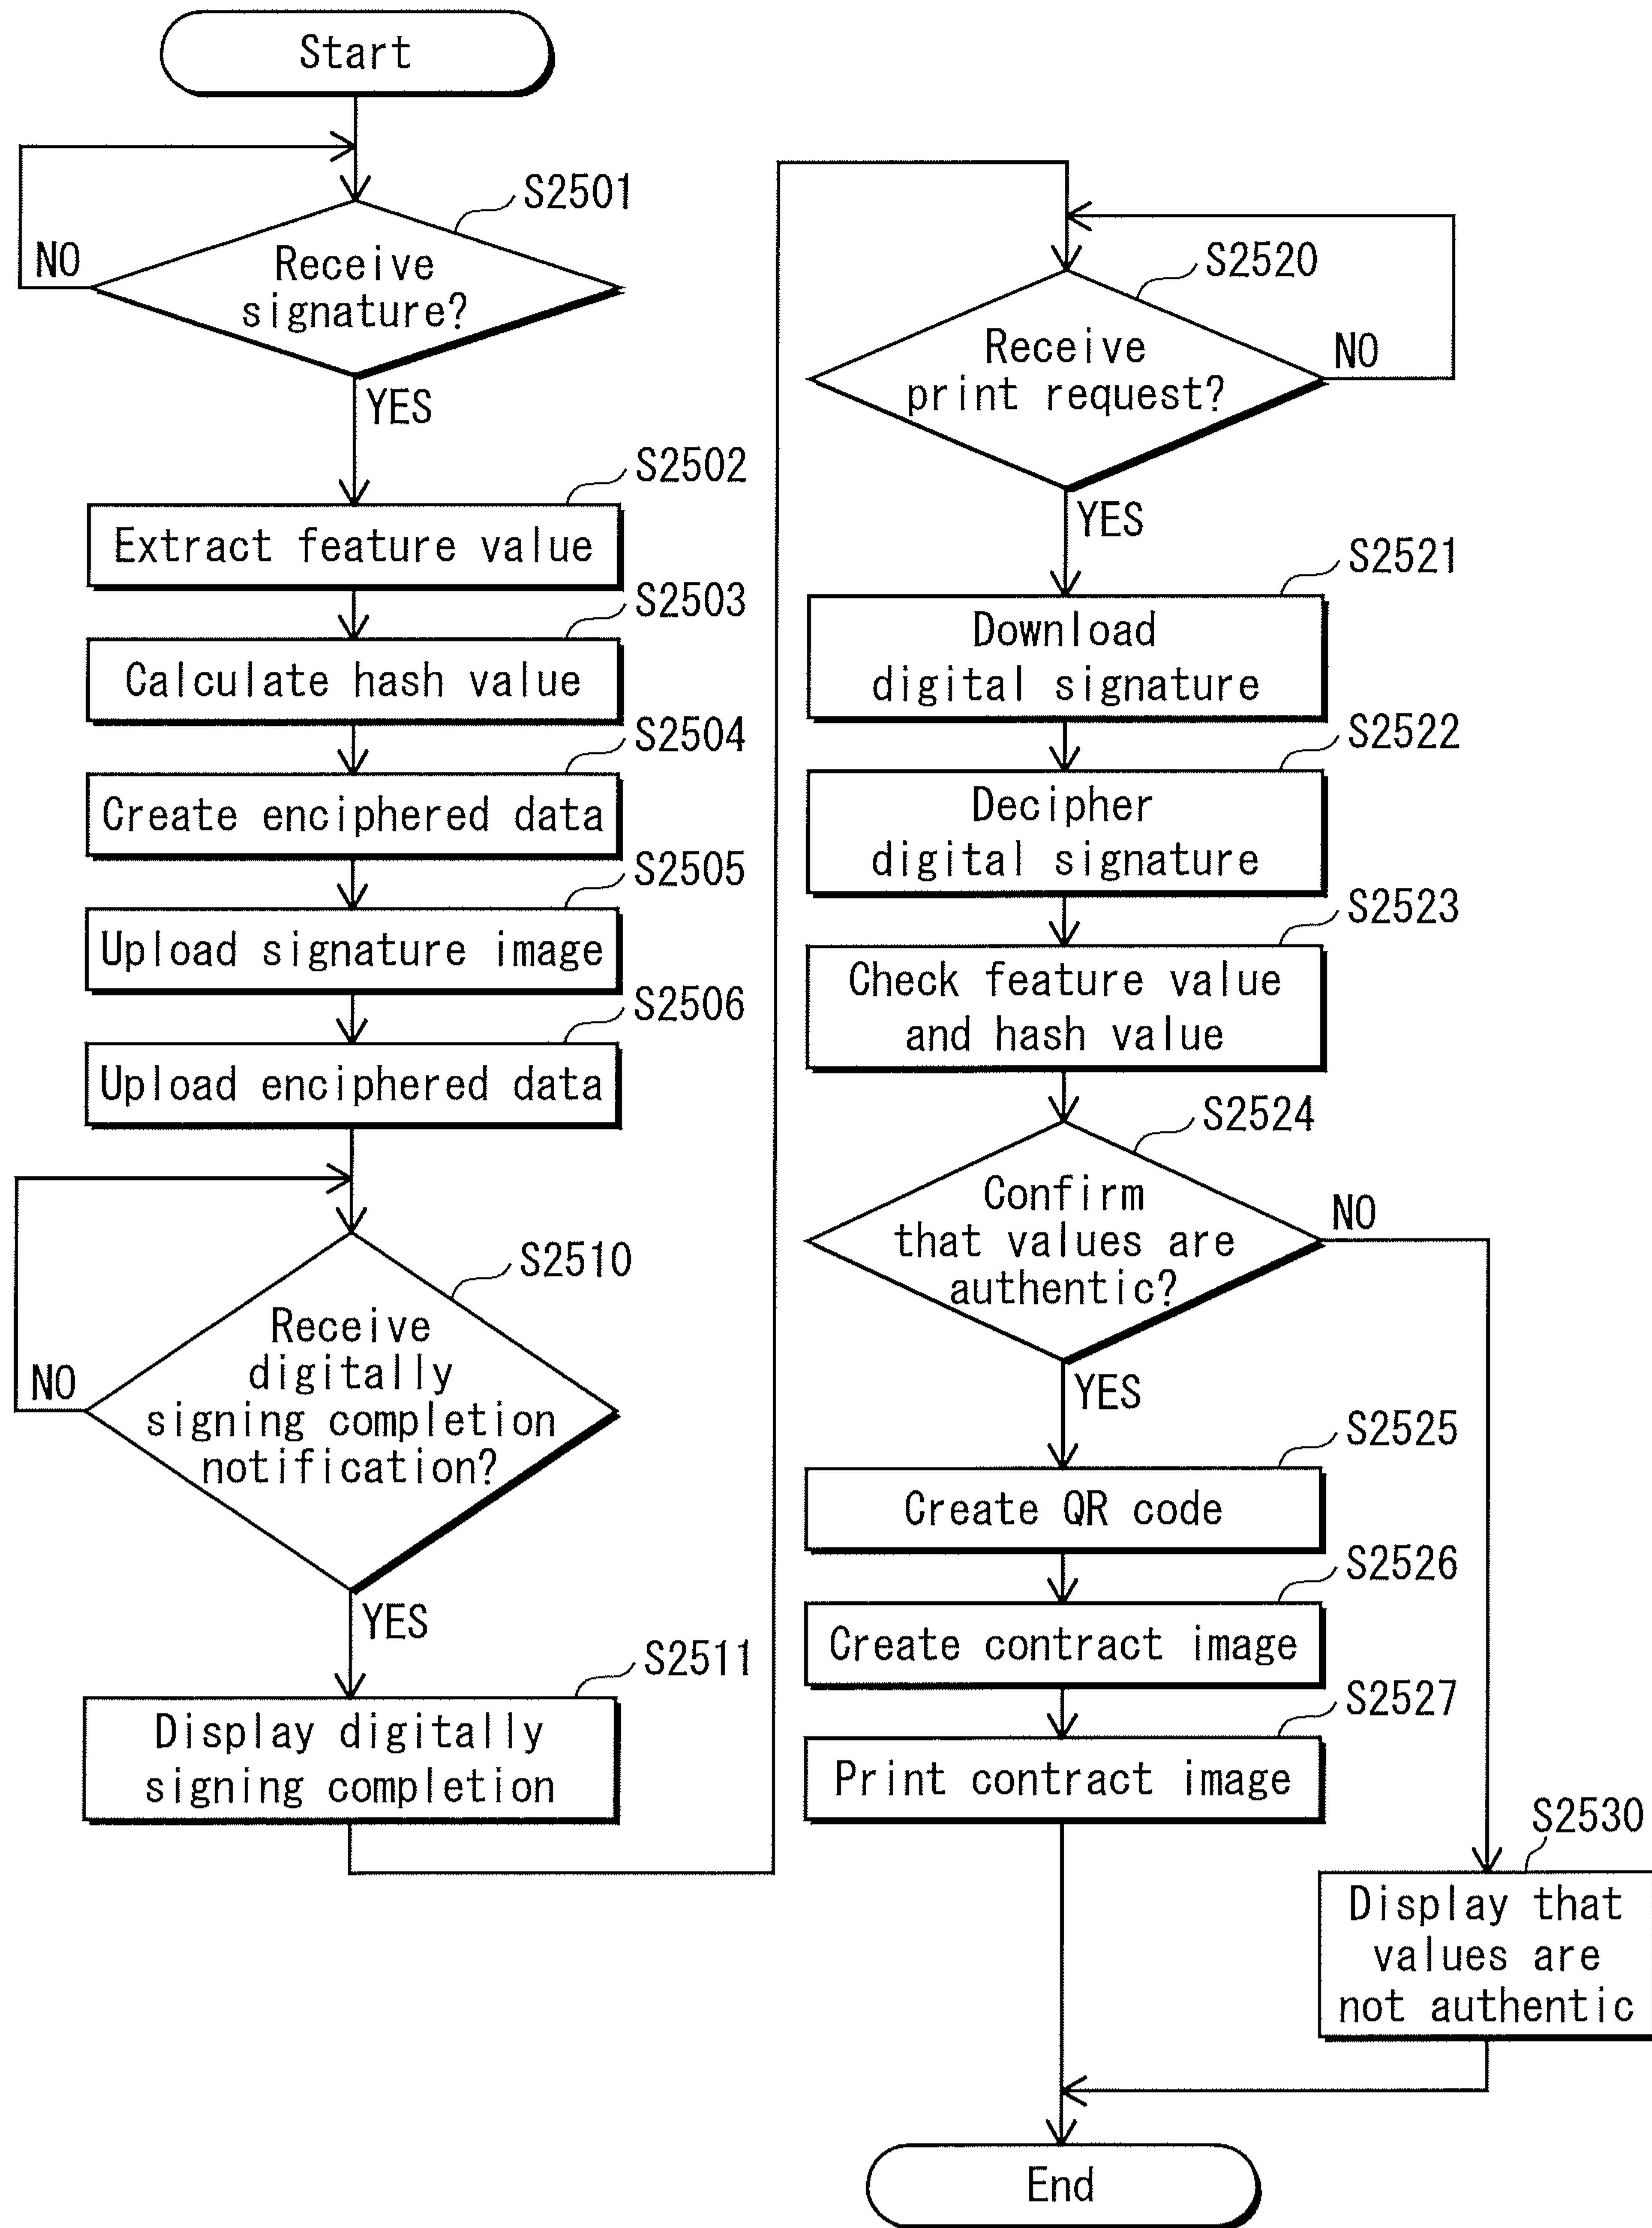 Start
S2501
NO
Receive
signature?
YES
S2502
Extract feature value
S2503
Calculate hash value
S2504
Create enciphered data
S2505
Upload signature image
S2506
Upload enciphered data
S2510
Receive
digitally
signing completion
notification?
NO
YES
S2511
Display digitally
signing completion
S2520
Receive
print request?
NO
YES
S2521
Download
digital signature
S2522
Decipher
digital signature
S2523
Check feature value
and hash value
S2524
Confirm
that values are
authentic?
NO
YES
S2525
Create QR code
S2526
Create contract image
S2527
Print contract image
S2530
Display that
values are
not authentic
End